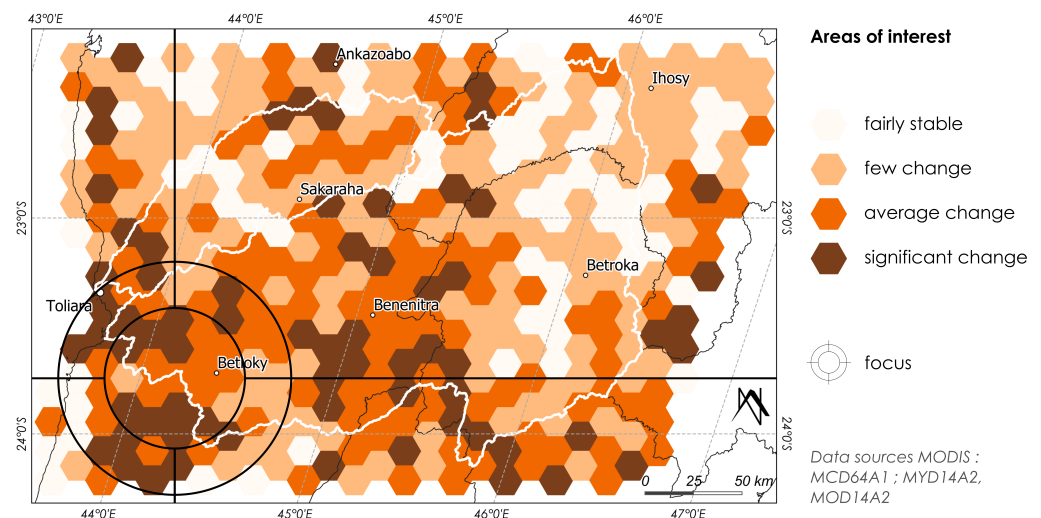 43°0'E 44°0'E 45°0'E 46°0'E
Areas of interest
Ankazoabo
Ihosy
fairly stable
few change
Sakaraha
average change
23°0'S 23°0'S
significant change
Betroka
Toliara
Benenitra
Betioky
focus
24°0'S 24°0'S
Data sources MODIS :
MCD64A1 ; MYD14A2,
MOD14A2
0 25 50 km
44°0'E 45°0'E 46°0'E 47°0'E